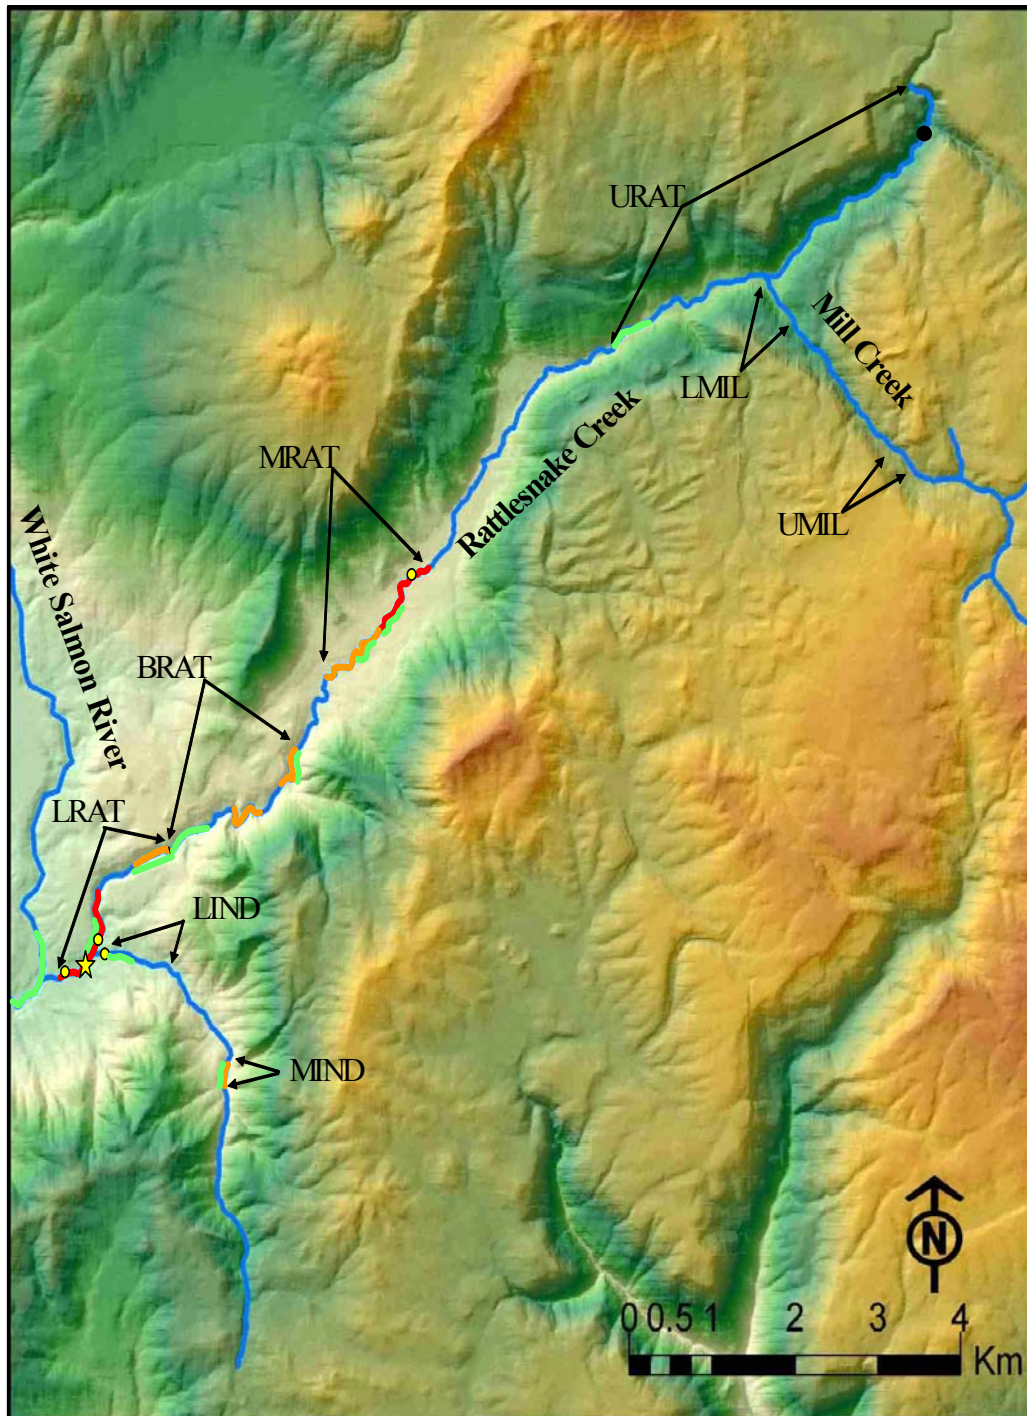 URAT
Mill Creek
LMIL
Rattlesnake Creek
MRAT
UMIL
White Salmon River
BRAT
LRAT
LIND
MIND
N
0 0.5 1 2 3 4
Km